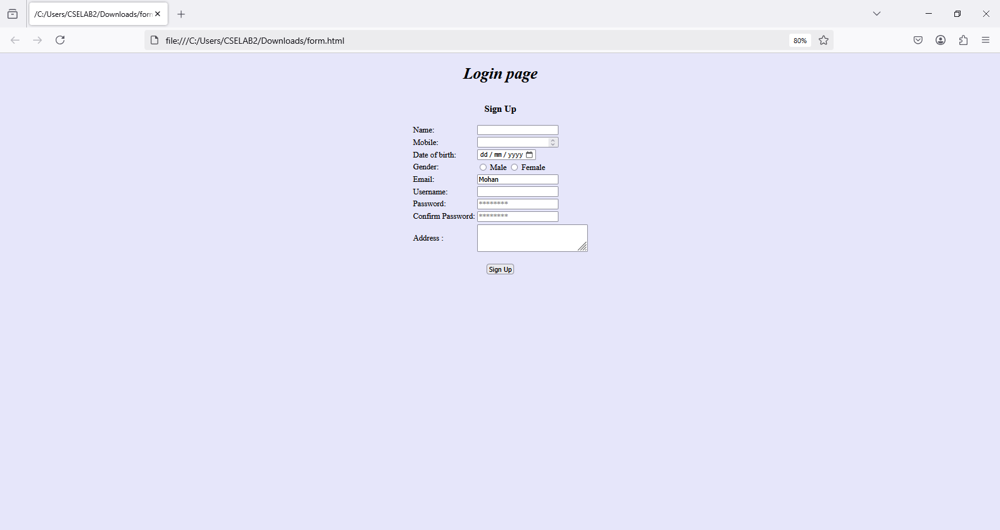 /C:/Users/CSELAB2/Downloads/form
file:///C:/Users/CSELAB2/Downloads/form.html 80%
Login page
Sign Up
Name:
Mobile:
Date of birth: dd / mm / yyyy
Gender: Male Female
Email: Mohan
Username:
Password: ********
Confirm Password: ********
Address :
Sign Up